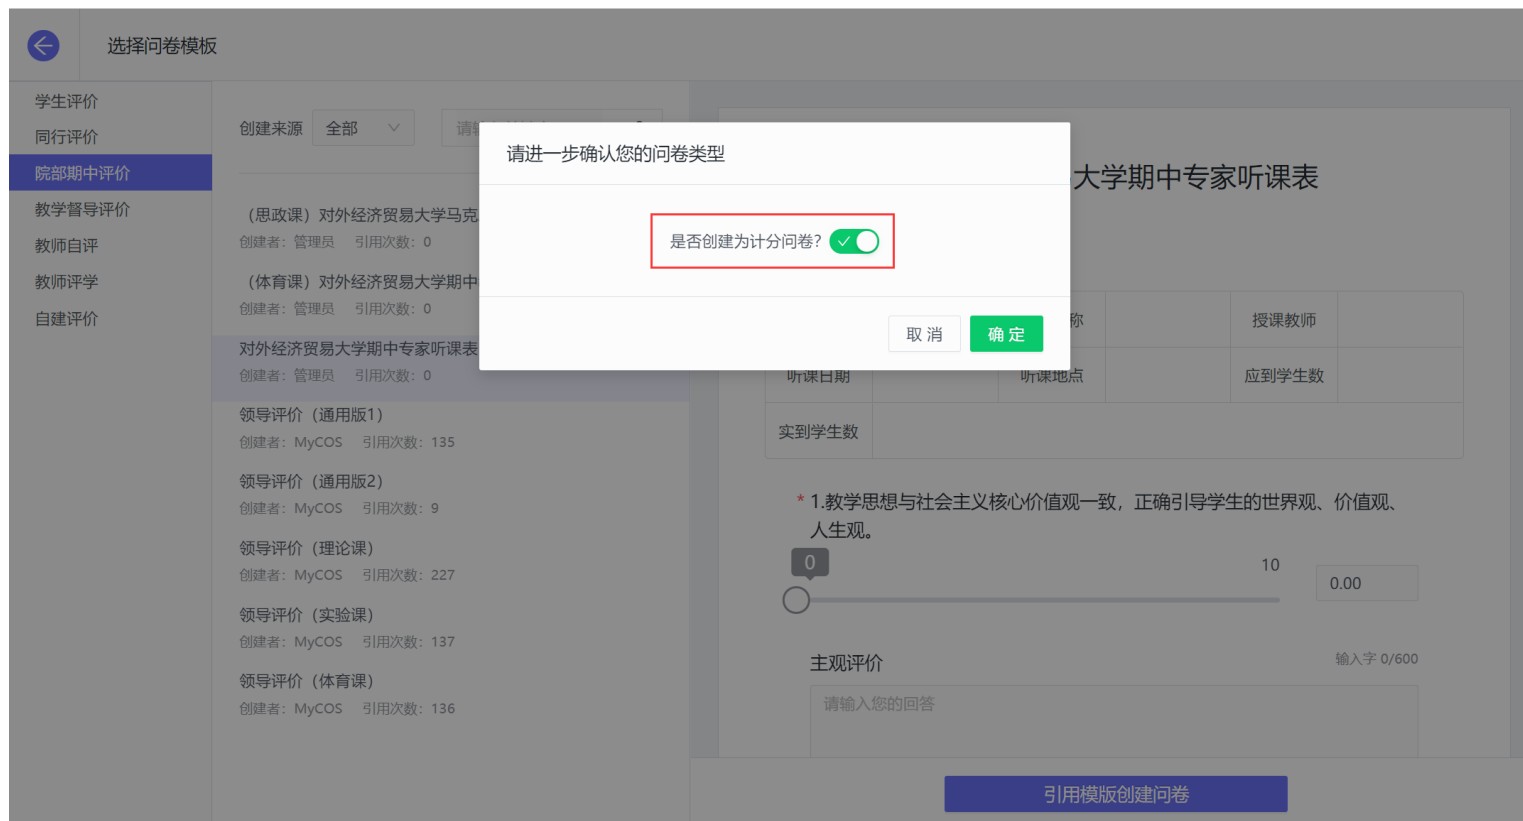 选择问卷模板
学生评价
同行评价
院部期中评价
教学督导评价
教师自评
教师评学
自建评价
创建来源 全部
（思政课）对外经济贸易大学马克
创建者：管理员 引用次数：0
（体育课）对外经济贸易大学期中
创建者：管理员 引用次数：0
对外经济贸易大学期中专家听课表
创建者：管理员 引用次数：0
领导评价（通用版1）
创建者：MyCOS 引用次数：135
领导评价（通用版2）
创建者：MyCOS 引用次数：9
领导评价（理论课）
创建者：MyCOS 引用次数：227
领导评价（实验课）
创建者：MyCOS 引用次数：137
领导评价（体育课）
创建者：MyCOS 引用次数：136
请进一步确认您的问卷类型
是否创建为计分问卷？
取消 确定
大学期中专家听课表
称 授课教师
听课日期 听课地点 应到学生数
实到学生数
* 1.教学思想与社会主义核心价值观一致，正确引导学生的世界观、价值观、
人生观。
0 10 0.00
主观评价 输入字 0/600
请输入您的回答
引用模版创建问卷